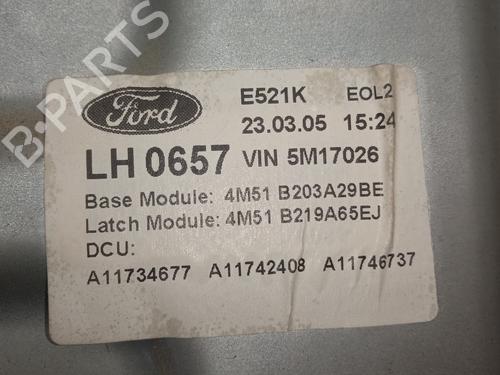 B-PARTS
Ford
E521K EOL2
23.03.05 15:24
LH 0657 VIN 5M17026
Base Module: 4M51 B203A29BE
Latch Module: 4M51 B219A65EJ
DCU:
A11734677 A11742408 A11746737